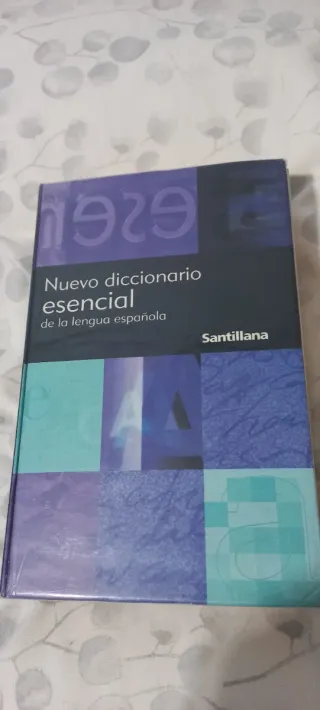 Nuevo diccionario
esencial
de la lengua española
Santillana